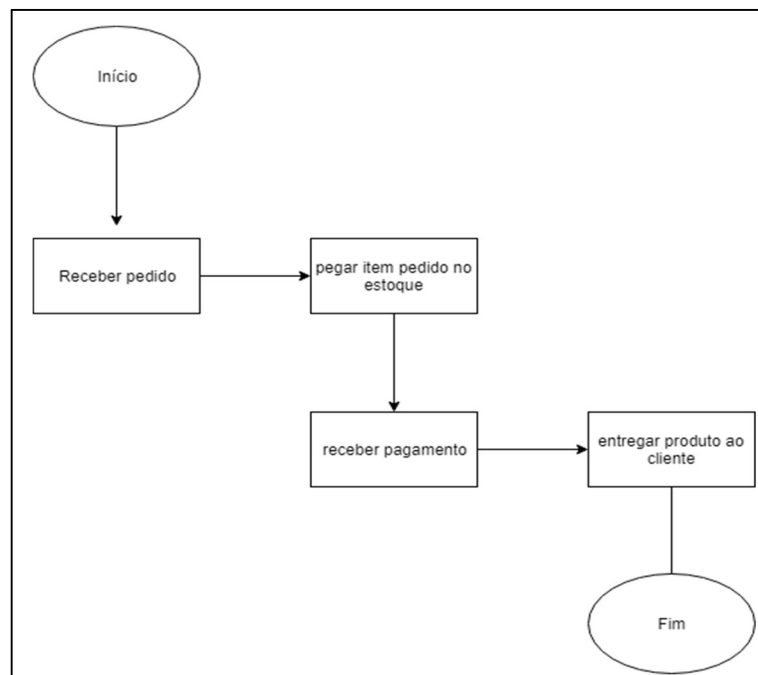 Início
Receber pedido
pegar item pedido no
estoque
receber pagamento
entregar produto ao
cliente
Fim